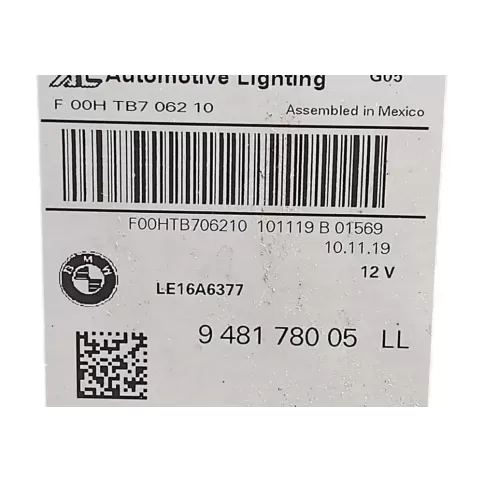 AL Automotive Lighting G05
F 00H TB7 062 10
Assembled in Mexico
F00HTB706210 101119 B 01569
10.11.19
12 V
BMW
LE16A6377
9 481 780 05 LL